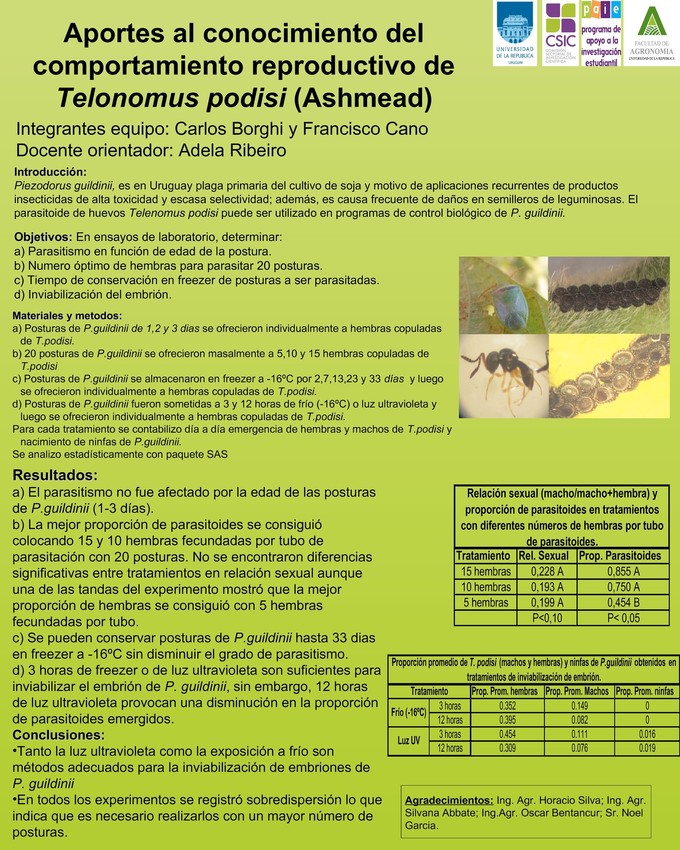 Aportes al conocimiento del
comportamiento reproductivo de
Telonomus podisi (Ashmead)
UNIVERSIDAD
DE LA REPÚBLICA
URUGUAY
CSIC
paie
programa de
apoyo a la
investigación
estudiantil
FACULTAD DE
AGRONOMIA
UNIVERSIDAD DE LA REPUBLICA
Integrantes equipo: Carlos Borghi y Francisco Cano
Docente orientador: Adela Ribeiro
Introducción:
Piezodorus guildinii, es en Uruguay plaga primaria del cultivo de soja y motivo de aplicaciones recurrentes de productos
insecticidas de alta toxicidad y escasa selectividad; además, es causa frecuente de daños en semilleros de leguminosas. El
parasitoide de huevos Telenomus podisi puede ser utilizado en programas de control biológico de P. guildinii.
Objetivos: En ensayos de laboratorio, determinar:
a) Parasitismo en función de edad de la postura.
b) Numero óptimo de hembras para parasitar 20 posturas.
c) Tiempo de conservación en freezer de posturas a ser parasitadas.
d) Inviabilización del embrión.
Materiales y metodos:
a) Posturas de P.guildinii de 1,2 y 3 dias se ofrecieron individualmente a hembras copuladas
de T.podisi.
b) 20 posturas de P.guildinii se ofrecieron masalmente a 5,10 y 15 hembras copuladas de
T.podisi
c) Posturas de P.guildinii se almacenaron en freezer a -16ºC por 2,7,13,23 y 33 días y luego
se ofrecieron individualmente a hembras copuladas de T.podisi.
d) Posturas de P.guildinii fueron sometidas a 3 y 12 horas de frío (-16ºC) o luz ultravioleta y
luego se ofrecieron individualmente a hembras copuladas de T.podisi.
Para cada tratamiento se contabilizo día a día emergencia de hembras y machos de T.podisi y
nacimiento de ninfas de P.guildinii.
Se analizo estadísticamente con paquete SAS
Resultados:
a) El parasitismo no fue afectado por la edad de las posturas
de P.guildinii (1-3 días).
b) La mejor proporción de parasitoides se consiguió
colocando 15 y 10 hembras fecundadas por tubo de
parasitación con 20 posturas. No se encontraron diferencias
significativas entre tratamientos en relación sexual aunque
una de las tandas del experimento mostró que la mejor
proporción de hembras se consiguió con 5 hembras
fecundadas por tubo.
c) Se pueden conservar posturas de P.guildinii hasta 33 dias
en freezer a -16ºC sin disminuir el grado de parasitismo.
d) 3 horas de freezer o de luz ultravioleta son suficientes para
inviabilizar el embrión de P. guildinii, sin embargo, 12 horas
de luz ultravioleta provocan una disminución en la proporción
de parasitoides emergidos.
Conclusiones:
•Tanto la luz ultravioleta como la exposición a frío son
métodos adecuados para la inviabilización de embriones de
P. guildinii
•En todos los experimentos se registró sobredispersión lo que
indica que es necesario realizarlos con un mayor número de
posturas.
Relación sexual (macho/macho+hembra) y
proporción de parasitoides en tratamientos
con diferentes números de hembras por tubo
de parasitoides.
Tratamiento Rel. Sexual Prop. Parasitoides
15 hembras 0,228 A 0,855 A
10 hembras 0,193 A 0,750 A
5 hembras 0,199 A 0,454 B
P<0,10 P< 0,05
Proporción promedio de T. podisi (machos y hembras) y ninfas de P.guildinii obtenidos en
tratamientos de inviabilización de embrión.
Tratamiento Prop. Prom. hembras Prop. Prom. Machos Prop. Prom. ninfas
Frío (-16ºC) 3 horas 0.352 0.149 0
12 horas 0.395 0.082 0
Luz UV 3 horas 0.454 0.111 0.016
12 horas 0.309 0.076 0.019
Agradecimientos: Ing. Agr. Horacio Silva; Ing. Agr.
Silvana Abbate; Ing.Agr. Oscar Bentancur; Sr. Noel
Garcia.